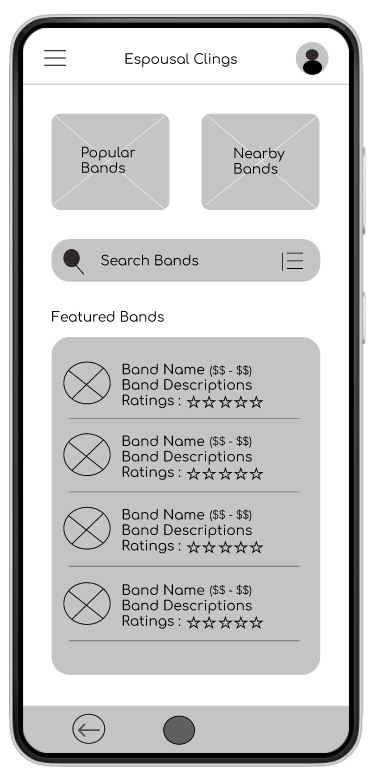 Espousal Clings
Popular
Bands
Nearby
Bands
Search Bands
Featured Bands
Band Name ($$ - $$)
Band Descriptions
Ratings : ☆☆☆☆☆
Band Name ($$ - $$)
Band Descriptions
Ratings : ☆☆☆☆☆
Band Name ($$ - $$)
Band Descriptions
Ratings : ☆☆☆☆☆
Band Name ($$ - $$)
Band Descriptions
Ratings : ☆☆☆☆☆